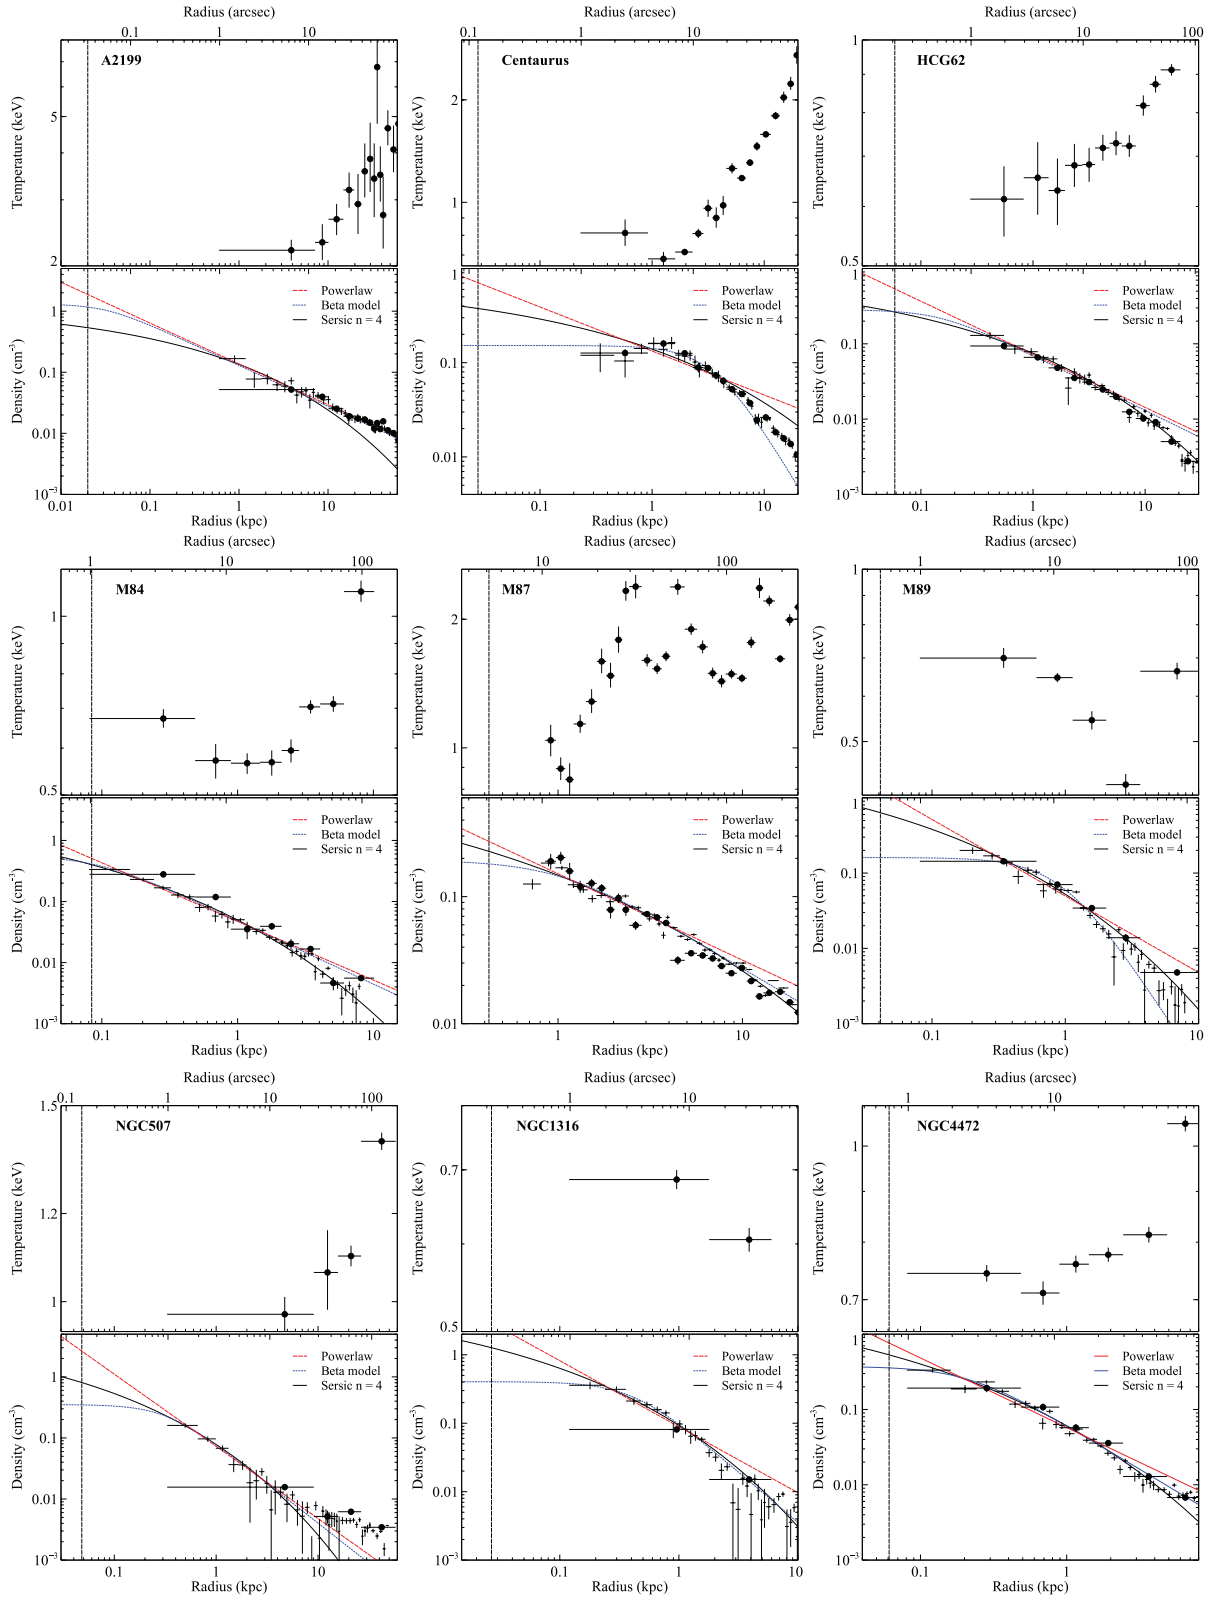 Radius (arcsec) Radius (arcsec) Radius (arcsec)
0.1 1 10 0.1 1 10 1 10 100
A2199 Centaurus HCG62
Temperature (keV) 5 2
Temperature (keV) 2 1
Temperature (keV) 1 0.5
Powerlaw Powerlaw Powerlaw
Beta model Beta model Beta model
Sersic n = 4 Sersic n = 4 Sersic n = 4
Density (cm⁻³) 1 0.1 0.01 10⁻³
Density (cm⁻³) 1 0.1 0.01
Density (cm⁻³) 1 0.1 0.01 10⁻³
0.01 0.1 1 10 0.1 1 10 0.1 1 10
Radius (kpc) Radius (kpc) Radius (kpc)
Radius (arcsec) Radius (arcsec) Radius (arcsec)
1 10 100 10 100 1 10 100
M84 M87 M89
Temperature (keV) 1 0.5
Temperature (keV) 2 1
Temperature (keV) 1 0.5
Powerlaw Powerlaw Powerlaw
Beta model Beta model Beta model
Sersic n = 4 Sersic n = 4 Sersic n = 4
Density (cm⁻³) 1 0.1 0.01 10⁻³
Density (cm⁻³) 0.1 0.01
Density (cm⁻³) 1 0.1 0.01 10⁻³
0.1 1 10 1 10 0.1 1 10
Radius (kpc) Radius (kpc) Radius (kpc)
Radius (arcsec) Radius (arcsec) Radius (arcsec)
0.1 1 10 100 1 10 1 10
NGC507 NGC1316 NGC4472
Temperature (keV) 1.5 1.2 1
Temperature (keV) 0.7 0.5
Temperature (keV) 1 0.7
Powerlaw Powerlaw Powerlaw
Beta model Beta model Beta model
Sersic n = 4 Sersic n = 4 Sersic n = 4
Density (cm⁻³) 1 0.1 0.01 10⁻³
Density (cm⁻³) 1 0.1 0.01 10⁻³
Density (cm⁻³) 1 0.1 0.01 10⁻³
0.1 1 10 0.1 1 10 0.1 1
Radius (kpc) Radius (kpc) Radius (kpc)